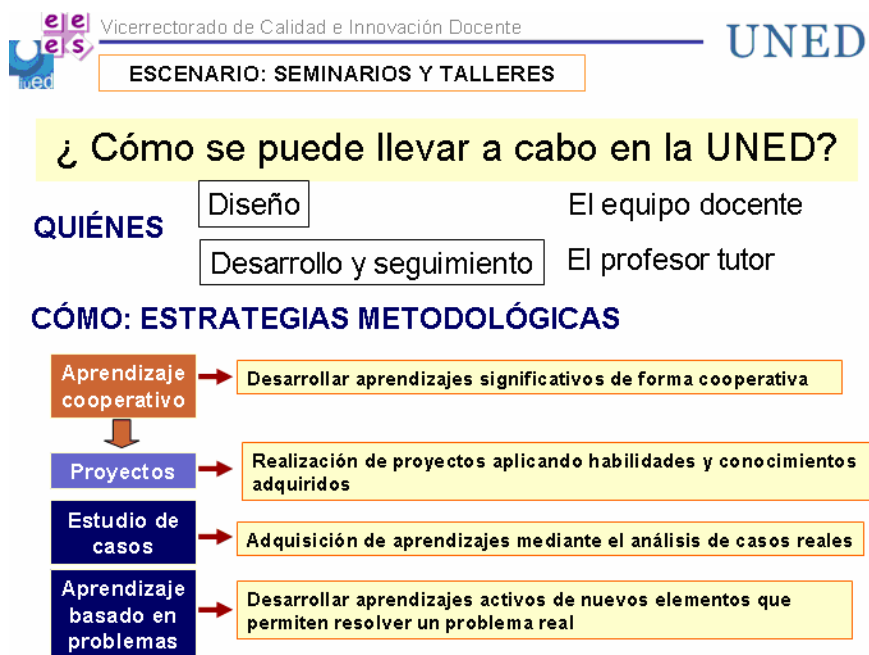 eees
Vicerrectorado de Calidad e Innovación Docente
UNED
iued
ESCENARIO: SEMINARIOS Y TALLERES
¿ Cómo se puede llevar a cabo en la UNED?
QUIÉNES
Diseño
El equipo docente
Desarrollo y seguimiento
El profesor tutor
CÓMO: ESTRATEGIAS METODOLÓGICAS
Aprendizaje
cooperativo
Desarrollar aprendizajes significativos de forma cooperativa
Proyectos
Realización de proyectos aplicando habilidades y conocimientos
adquiridos
Estudio de
casos
Adquisición de aprendizajes mediante el análisis de casos reales
Aprendizaje
basado en
problemas
Desarrollar aprendizajes activos de nuevos elementos que
permiten resolver un problema real